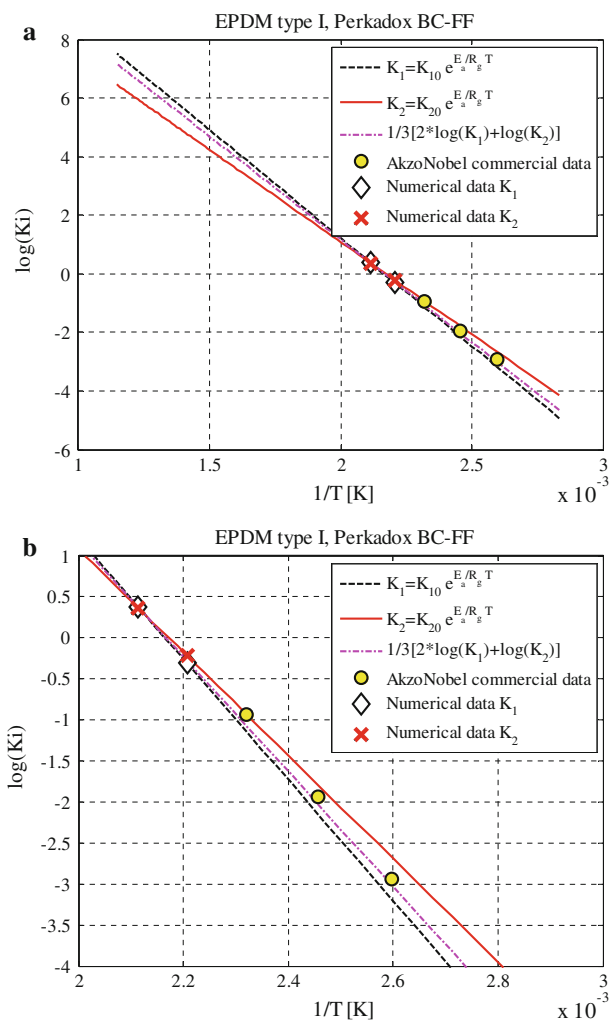 a
EPDM type I, Perkadox BC-FF
K1=K10 e^Ea/RgT
K2=K20 e^Ea/RgT
1/3[2*log(K1)+log(K2)]
AkzoNobel commercial data
Numerical data K1
Numerical data K2
8
6
4
2
0
-2
-4
-6
log(Ki)
1
1.5
2
2.5
3
1/T [K]
x 10^-3
b
EPDM type I, Perkadox BC-FF
K1=K10 e^Ea/RgT
K2=K20 e^Ea/RgT
1/3[2*log(K1)+log(K2)]
AkzoNobel commercial data
Numerical data K1
Numerical data K2
1
0.5
0
-0.5
-1
-1.5
-2
-2.5
-3
-3.5
-4
log(Ki)
2
2.2
2.4
2.6
2.8
3
1/T [K]
x 10^-3